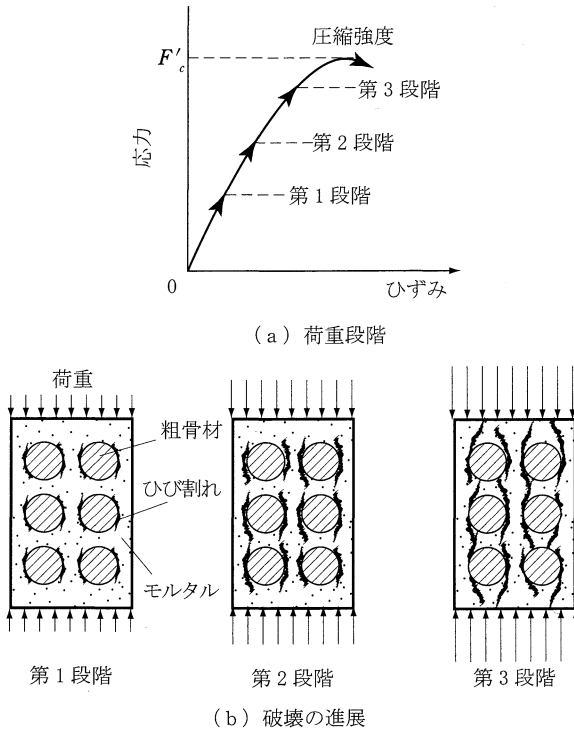 圧縮強度
F′c
第3段階
第2段階
第1段階
応力
0
ひずみ
(a)荷重段階
荷重
粗骨材
ひび割れ
モルタル
第1段階
第2段階
第3段階
(b)破壊の進展